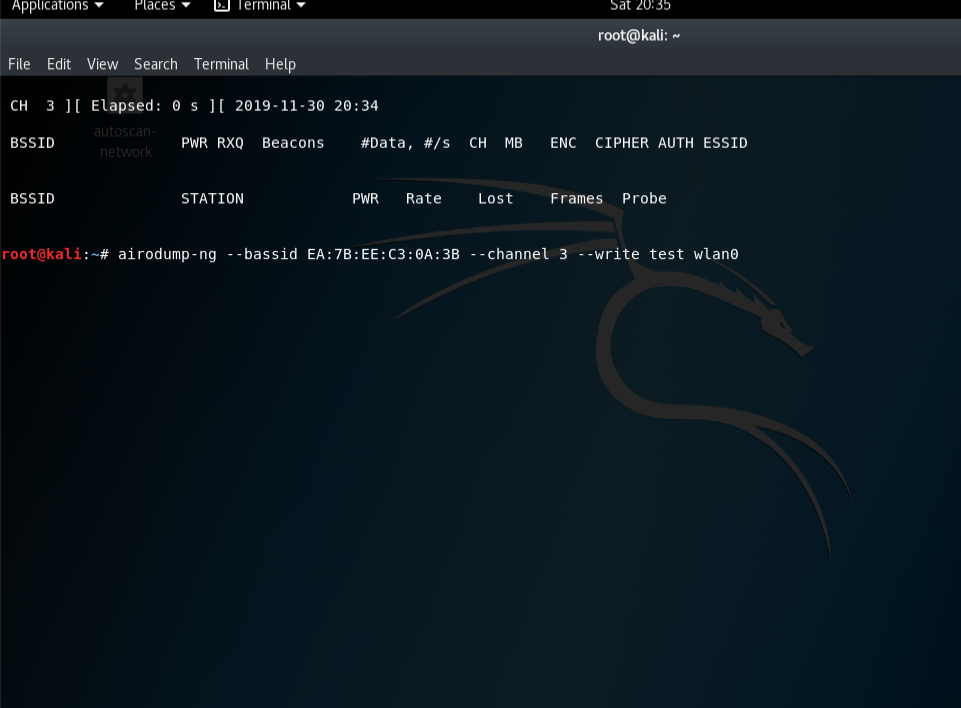 Applications Places Terminal Sat 20:35
root@kali: ~
File Edit View Search Terminal Help
CH 3 ][ Elapsed: 0 s ][ 2019-11-30 20:34
autoscan-
network
BSSID PWR RXQ Beacons #Data, #/s CH MB ENC CIPHER AUTH ESSID
BSSID STATION PWR Rate Lost Frames Probe
root@kali:~# airodump-ng --bassid EA:7B:EE:C3:0A:3B --channel 3 --write test wlan0